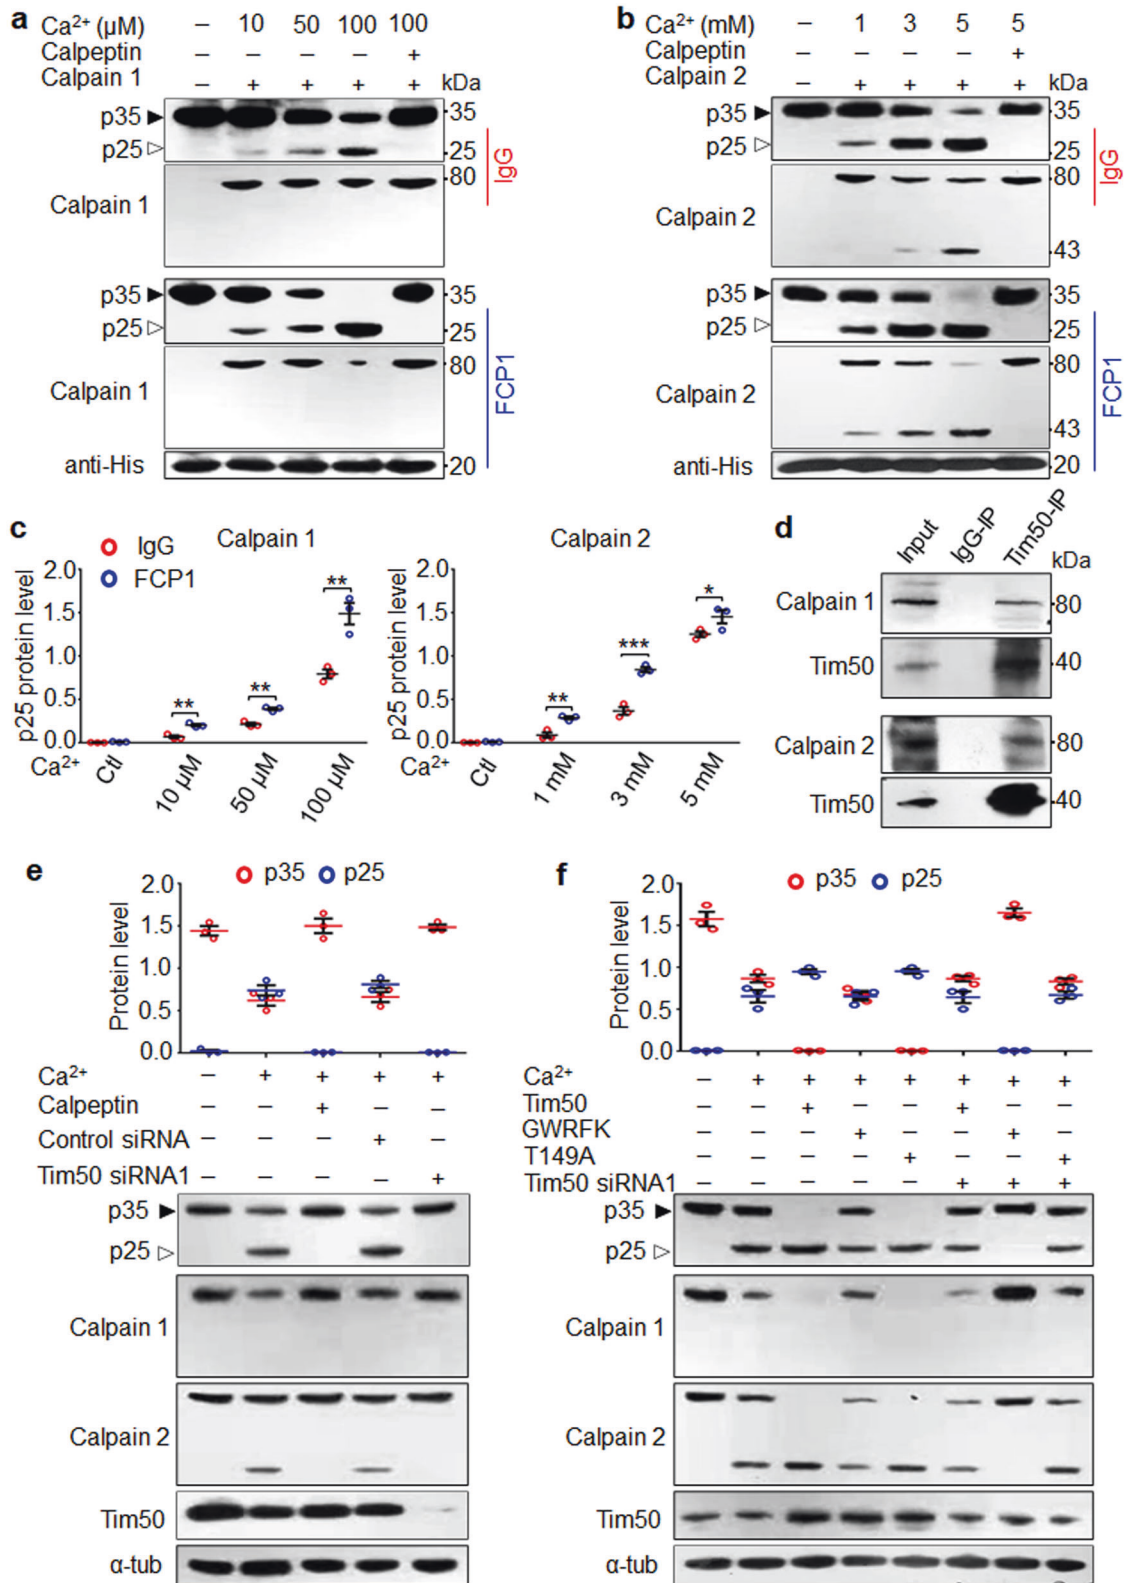 a
Ca²⁺ (µM) – 10 50 100 100
Calpeptin – – – – +
Calpain 1 – + + + + kDa
p35 35
p25 25
IgG
Calpain 1 80
p35 35
p25 25
FCP1
Calpain 1 80
anti-His 20
b
Ca²⁺ (mM) – 1 3 5 5
Calpeptin – – – – +
Calpain 2 – + + + + kDa
p35 35
p25 25
IgG
Calpain 2 80
43
p35 35
p25 25
FCP1
Calpain 2 80
43
anti-His 20
c
IgG
FCP1
Calpain 1
p25 protein level
2.0
1.5
1.0
0.5
0.0
** ** **
Ca²⁺ Ctl 10 µM 50 µM 100 µM
Calpain 2
p25 protein level
2.0
1.5
1.0
0.5
0.0
** *** *
Ca²⁺ Ctl 1 mM 3 mM 5 mM
d
Input IgG-IP Tim50-IP
kDa
Calpain 1 80
Tim50 40
Calpain 2 80
Tim50 40
e
p35 p25
Protein level
2.0
1.5
1.0
0.5
0.0
Ca²⁺ – + + + +
Calpeptin – – + – –
Control siRNA – – – + –
Tim50 siRNA1 – – – – +
p35
p25
Calpain 1
Calpain 2
Tim50
α-tub
f
p35 p25
Protein level
2.0
1.5
1.0
0.5
0.0
Ca²⁺ – + + + + + + +
Tim50 – – + – – + – –
GWRFK – – – + – – + –
T149A – – – – + – – +
Tim50 siRNA1 – – – – – + + +
p35
p25
Calpain 1
Calpain 2
Tim50
α-tub